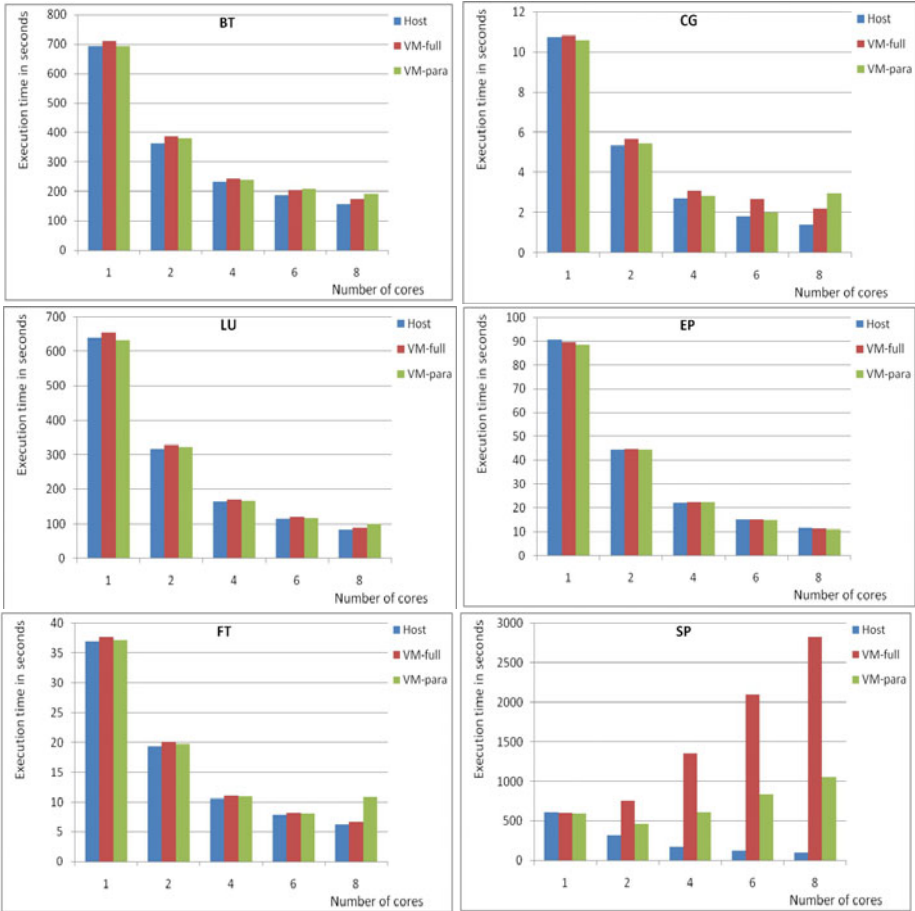 BT
Execution time in seconds
800
700
600
500
400
300
200
100
0
1 2 4 6 8
Number of cores
Host
VM-full
VM-para
CG
Execution time in seconds
12
10
8
6
4
2
0
1 2 4 6 8
Number of cores
Host
VM-full
VM-para
LU
Execution time in seconds
700
600
500
400
300
200
100
0
1 2 4 6 8
Number of cores
Host
VM-full
VM-para
EP
Execution time in seconds
100
90
80
70
60
50
40
30
20
10
0
1 2 4 6 8
Number of cores
Host
VM-full
VM-para
FT
Execution time in seconds
40
35
30
25
20
15
10
5
0
1 2 4 6 8
Number of cores
Host
VM-full
VM-para
SP
Execution time in seconds
3000
2500
2000
1500
1000
500
0
1 2 4 6 8
Number of cores
Host
VM-full
VM-para